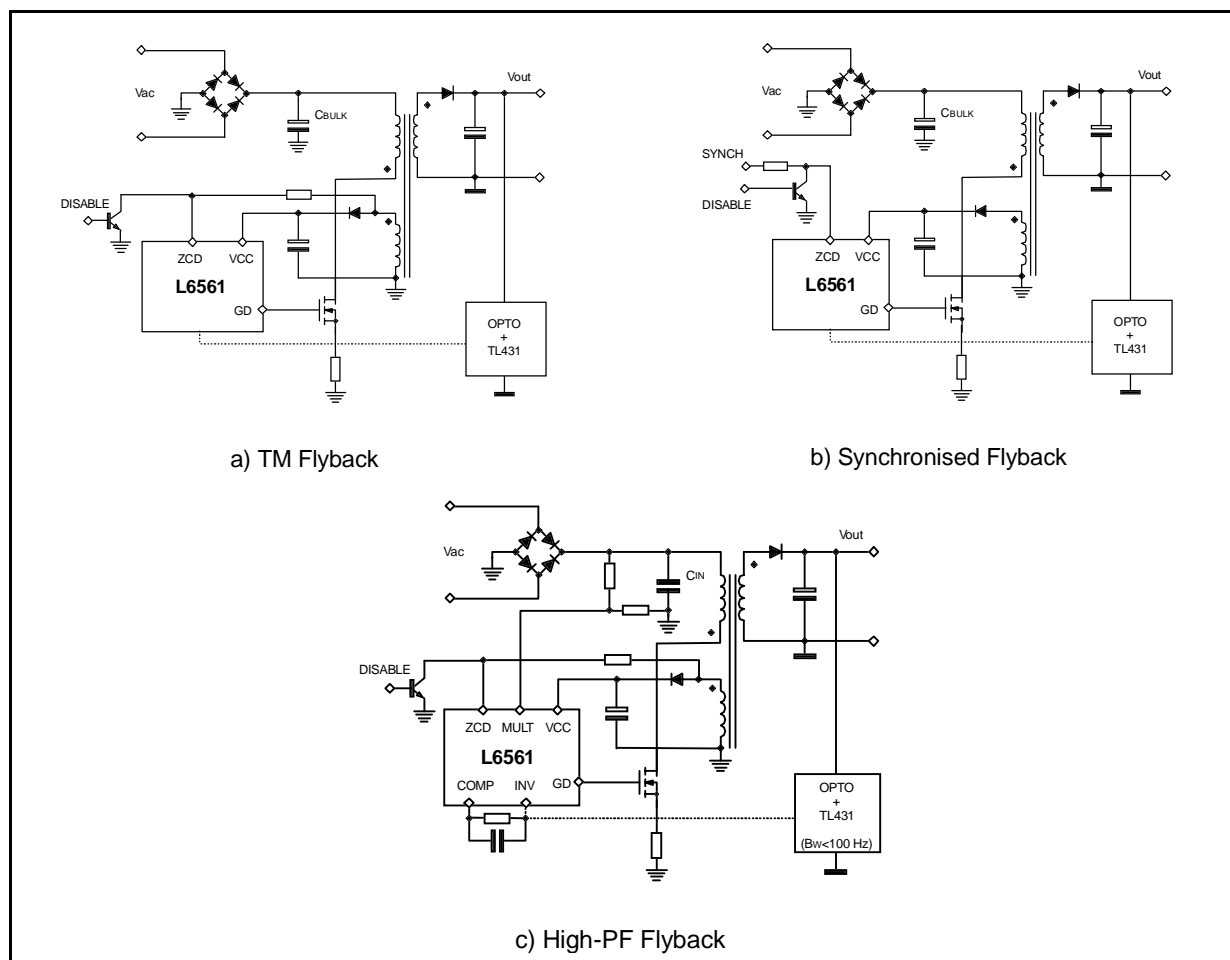 Vac
CBULK
Vout
DISABLE
ZCD
VCC
L6561
GD
OPTO
+
TL431
a) TM Flyback
Vac
CBULK
Vout
SYNCH
DISABLE
ZCD
VCC
L6561
GD
OPTO
+
TL431
b) Synchronised Flyback
Vac
CIN
Vout
DISABLE
ZCD
MULT
VCC
L6561
COMP
INV
GD
OPTO
+
TL431
(BW<100 Hz)
c) High-PF Flyback